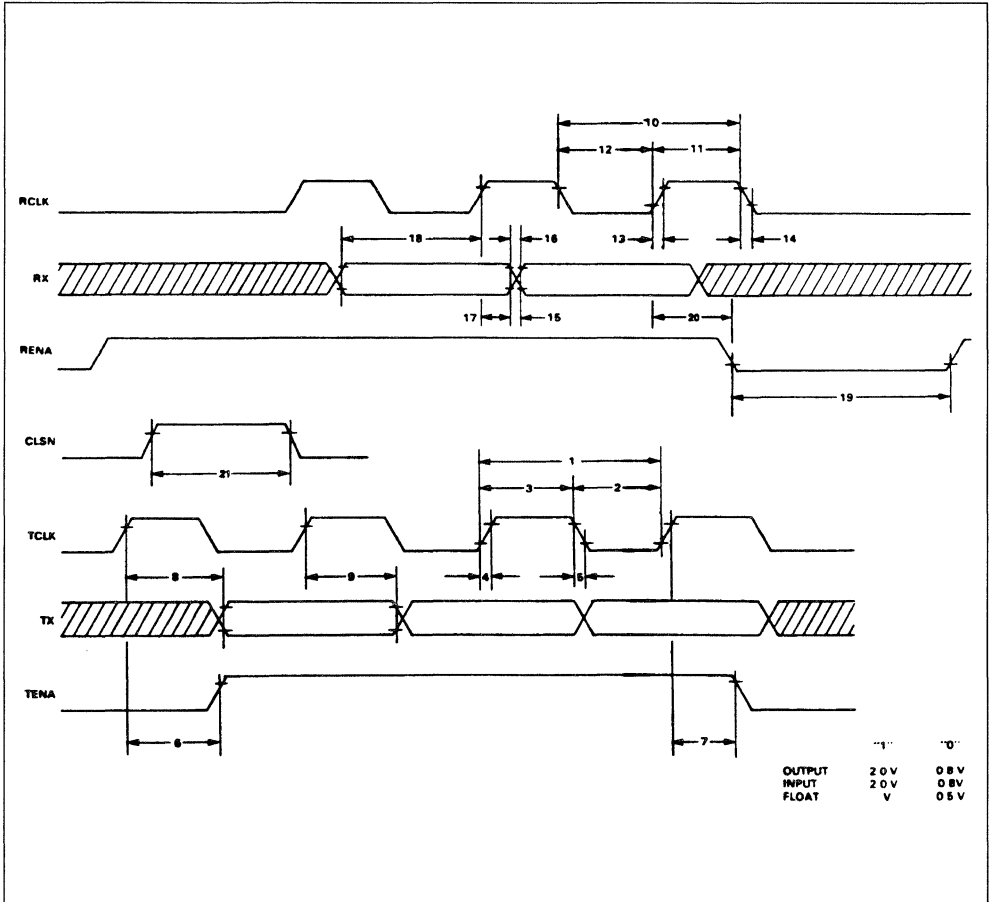 10
12 11
RCLK
13 14
18 16
RX
17 15
20
RENA
19
CLSN
21
1
3 2
TCLK
4 5
8 9
TX
TENA
6 7
"1" "0"
OUTPUT 2 0 V 0 8 V
INPUT 2 0 V 0 8V
FLOAT V 0 5 V